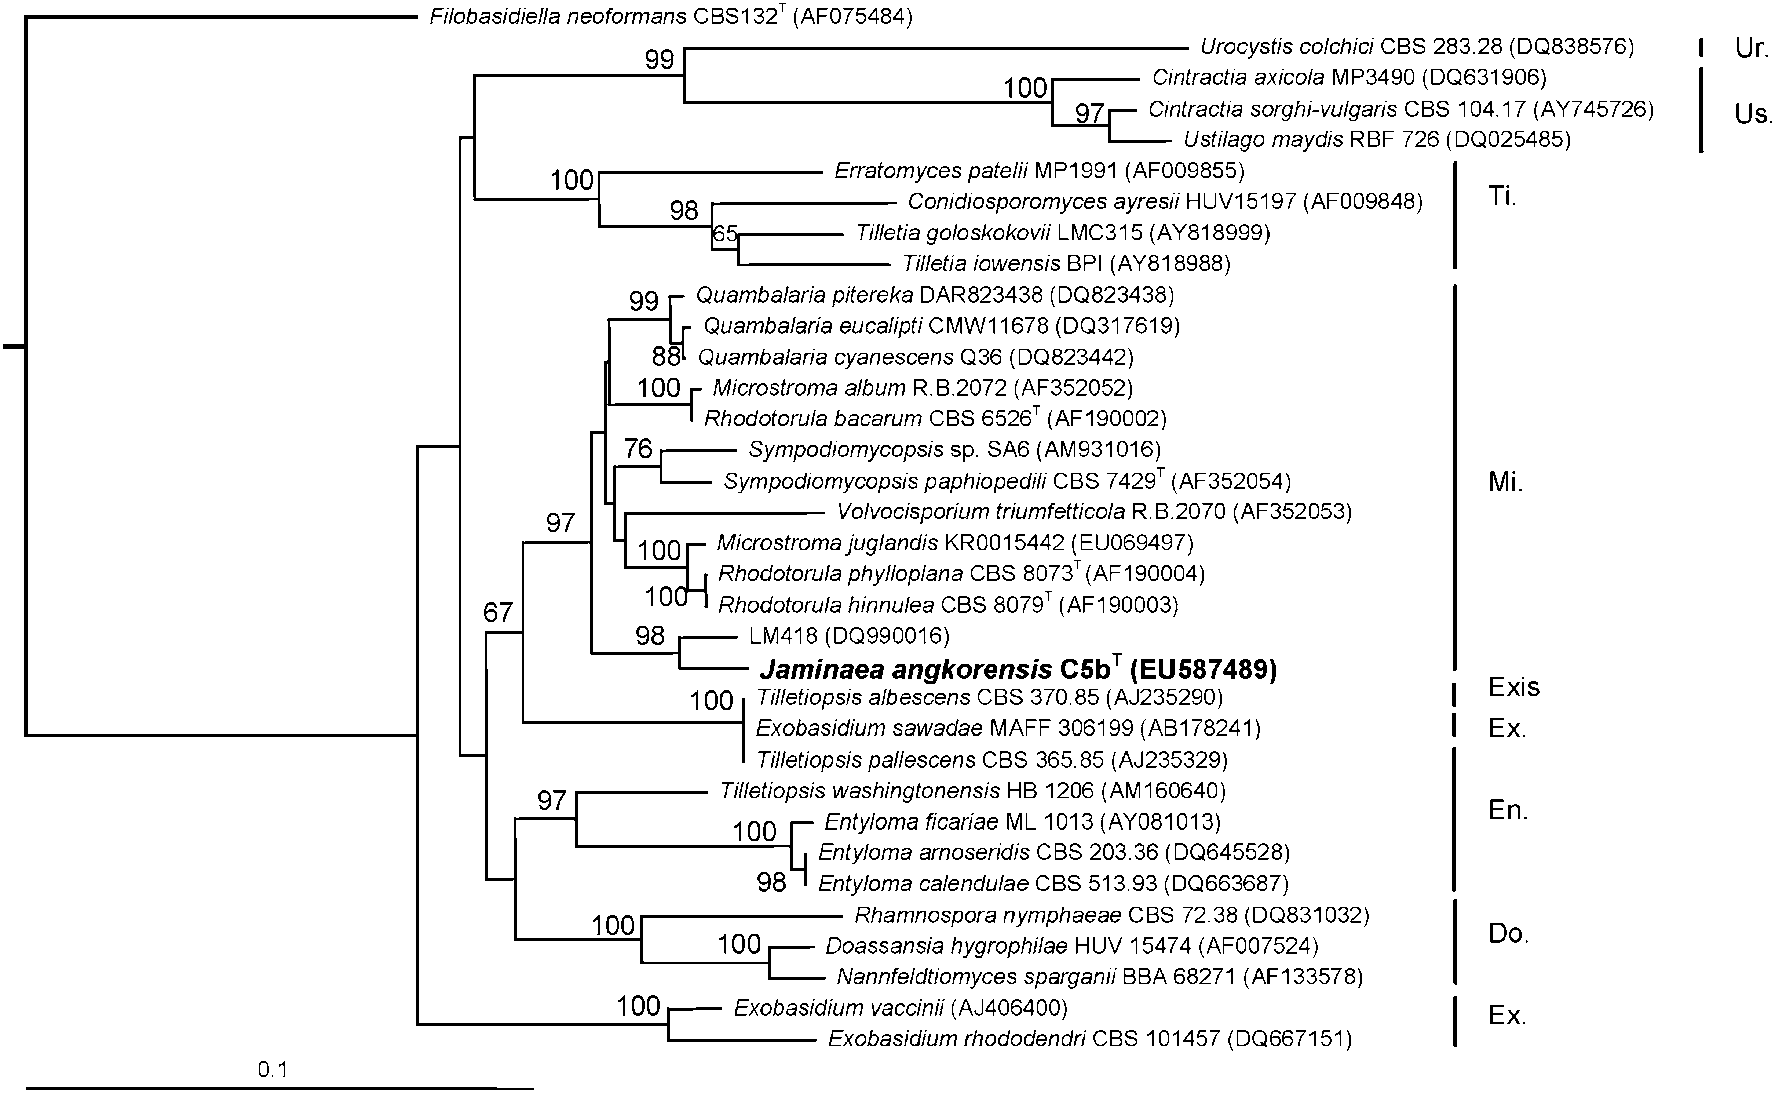 Filobasidiella neoformans CBS132T (AF075484)
99
Urocystis colchici CBS 283.28 (DQ838576)
Ur.
100
Cintractia axicola MP3490 (DQ631906)
97
Cintractia sorghi-vulgaris CBS 104.17 (AY745726)
Us.
Ustilago maydis RBF 726 (DQ025485)
100
Erratomyces patelii MP1991 (AF009855)
Ti.
98
Conidiosporomyces ayresii HUV15197 (AF009848)
65
Tilletia goloskokovii LMC315 (AY818999)
Tilletia iowensis BPI (AY818988)
99
Quambalaria pitereka DAR823438 (DQ823438)
Quambalaria eucalipti CMW11678 (DQ317619)
88
Quambalaria cyanescens Q36 (DQ823442)
100
Microstroma album R.B.2072 (AF352052)
Rhodotorula bacarum CBS 6526T (AF190002)
76
Sympodiomycopsis sp. SA6 (AM931016)
Sympodiomycopsis paphiopedili CBS 7429T (AF352054)
Mi.
97
Volvocisporium triumfetticola R.B.2070 (AF352053)
100
Microstroma juglandis KR0015442 (EU069497)
Rhodotorula phylloplana CBS 8073T (AF190004)
100
Rhodotorula hinnulea CBS 8079T (AF190003)
67
98
LM418 (DQ990016)
Jaminaea angkorensis C5bT (EU587489)
100
Tilletiopsis albescens CBS 370.85 (AJ235290)
Exis
Exobasidium sawadae MAFF 306199 (AB178241)
Ex.
Tilletiopsis pallescens CBS 365.85 (AJ235329)
97
Tilletiopsis washingtonensis HB 1206 (AM160640)
En.
100
Entyloma ficariae ML 1013 (AY081013)
Entyloma arnoseridis CBS 203.36 (DQ645528)
98
Entyloma calendulae CBS 513.93 (DQ663687)
100
Rhamnospora nymphaeae CBS 72.38 (DQ831032)
Do.
100
Doassansia hygrophilae HUV 15474 (AF007524)
Nannfeldtiomyces sparganii BBA 68271 (AF133578)
100
Exobasidium vaccinii (AJ406400)
Ex.
Exobasidium rhododendri CBS 101457 (DQ667151)
0.1